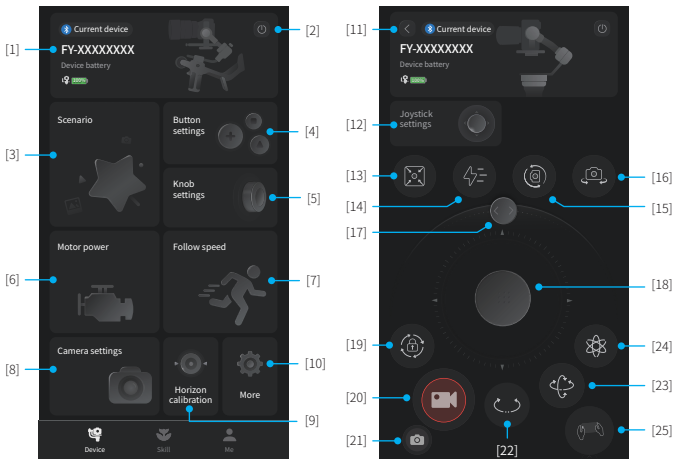 Current device
[1]
FY-XXXXXXXX
[2]
Device battery
100%
Scenario
[3]
Button
settings
[4]
Knob
settings
[5]
Motor power
[6]
Follow speed
[7]
Camera settings
[8]
Horizon
calibration
[9]
More
[10]
Device
Skill
Me
[11]
Current device
FY-XXXXXXXX
Device battery
100%
[12]
Joystick
settings
[13]
[14]
[15]
[16]
[17]
[18]
[19]
[24]
[20]
[23]
[21]
[22]
[25]